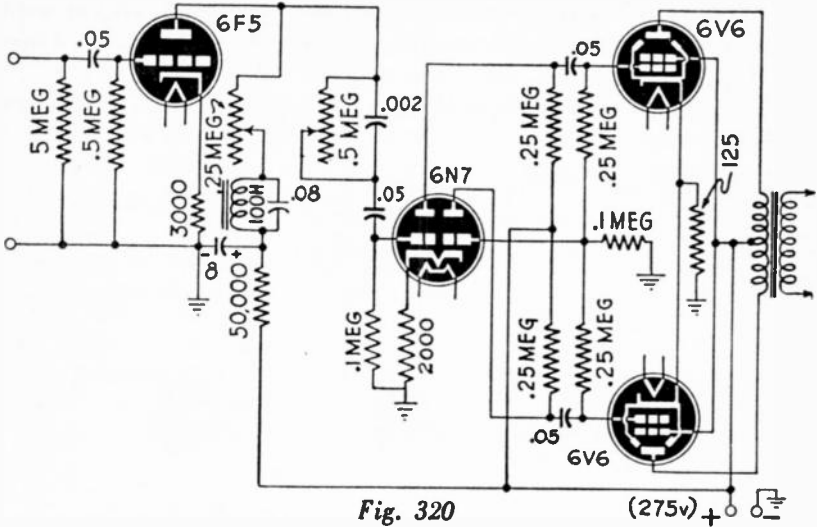 6F5
6V6
.05
.05
5 MEG
.5 MEG
.25 MEG
.5 MEG
.002
6N7
.25 MEG
.25 MEG
125
100H
.08
.05
3000
.1 MEG
- 8 +
50,000
.1 MEG
2000
.25 MEG
.25 MEG
.05
6V6
Fig. 320
(275v) + -